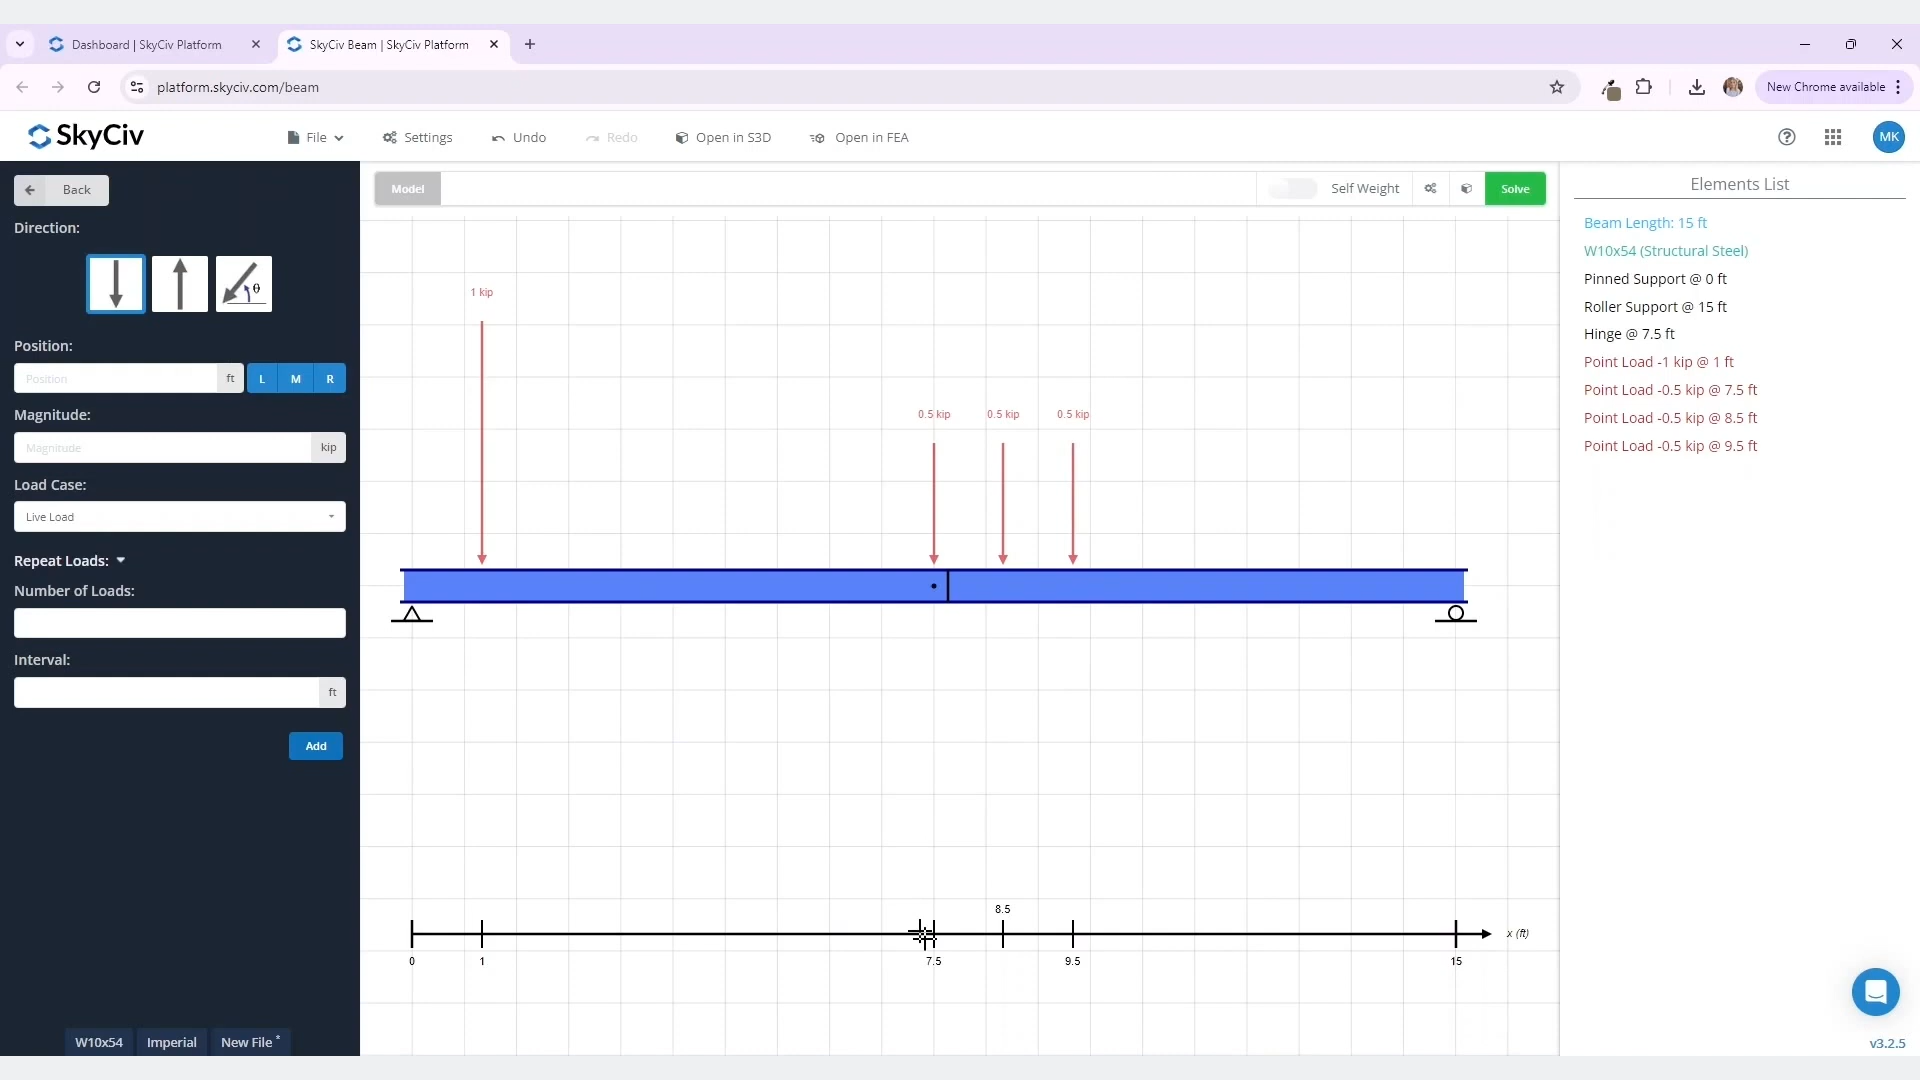 Dashboard | SkyCiv Platform
SkyCiv Beam | SkyCiv Platform
platform.skyciv.com/beam
New Chrome available
SkyCiv
File
Settings
Undo
Redo
Open in S3D
Open in FEA
MK
Back
Direction:
θ
Position:
Position
ft
L
M
R
Magnitude:
Magnitude
kip
Load Case:
Live Load
Repeat Loads:
Number of Loads:
Interval:
ft
Add
W10x54
Imperial
New File *
Model
Self Weight
Solve
1 kip
0.5 kip
0.5 kip
0.5 kip
8.5
x (ft)
0
1
7.5
9.5
15
Elements List
Beam Length: 15 ft
W10x54 (Structural Steel)
Pinned Support @ 0 ft
Roller Support @ 15 ft
Hinge @ 7.5 ft
Point Load -1 kip @ 1 ft
Point Load -0.5 kip @ 7.5 ft
Point Load -0.5 kip @ 8.5 ft
Point Load -0.5 kip @ 9.5 ft
v3.2.5